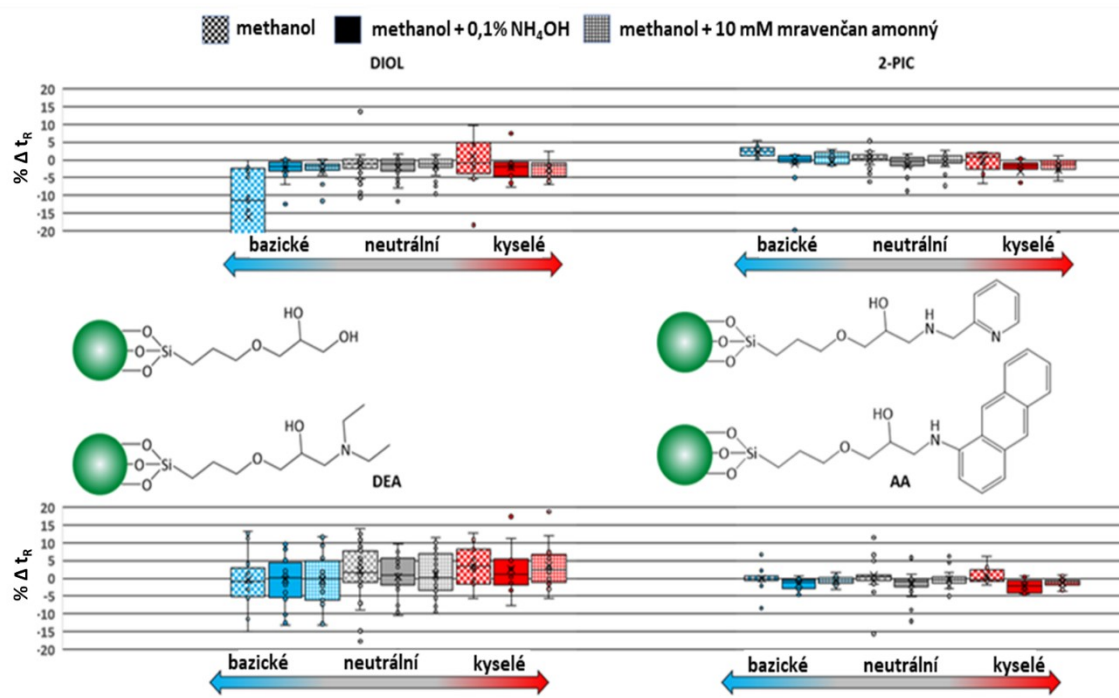 methanol methanol + 0,1% NH₄OH methanol + 10 mM mravenčan amonný
DIOL 2-PIC
20
15
10
5
0
-5
-10
-15
-20
% Δ tR
bazické neutrální kyselé bazické neutrální kyselé
HO
OH
O
O
O
Si
O
HO
H
N
N
O
O
O
Si
O
HO
N
O
O
O
Si
O
DEA
HO
H
N
O
O
O
Si
O
AA
20
15
10
5
0
-5
-10
-15
-20
% Δ tR
bazické neutrální kyselé bazické neutrální kyselé